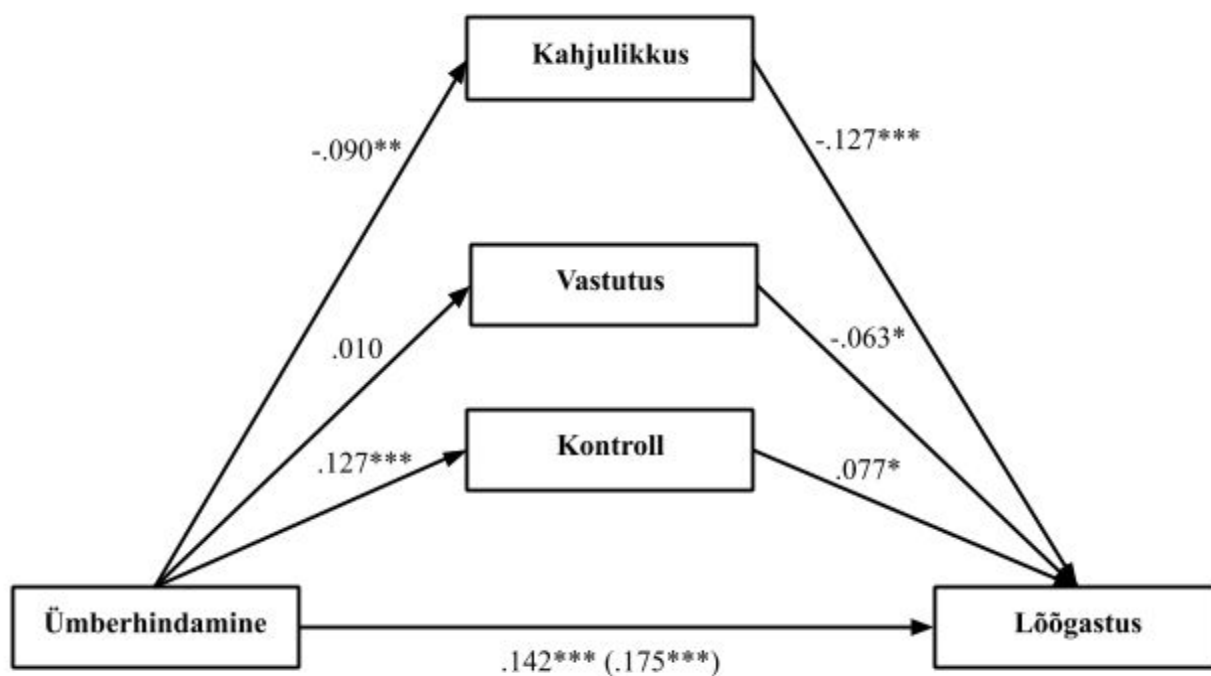 Kahjulikkus
-.090**
-.127***
Vastutus
.010
-.063*
Kontroll
.127***
.077*
Ümberhindamine
Lõõgastus
.142*** (.175***)